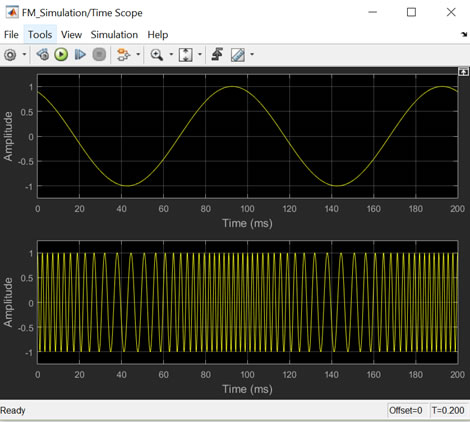 FM_Simulation/Time Scope
File Tools View Simulation Help
1
0.5
0
-0.5
-1
Amplitude
0 20 40 60 80 100 120 140 160 180 200
Time (ms)
1
0.5
0
-0.5
-1
Amplitude
0 20 40 60 80 100 120 140 160 180 200
Time (ms)
Ready Offset=0 T=0.200